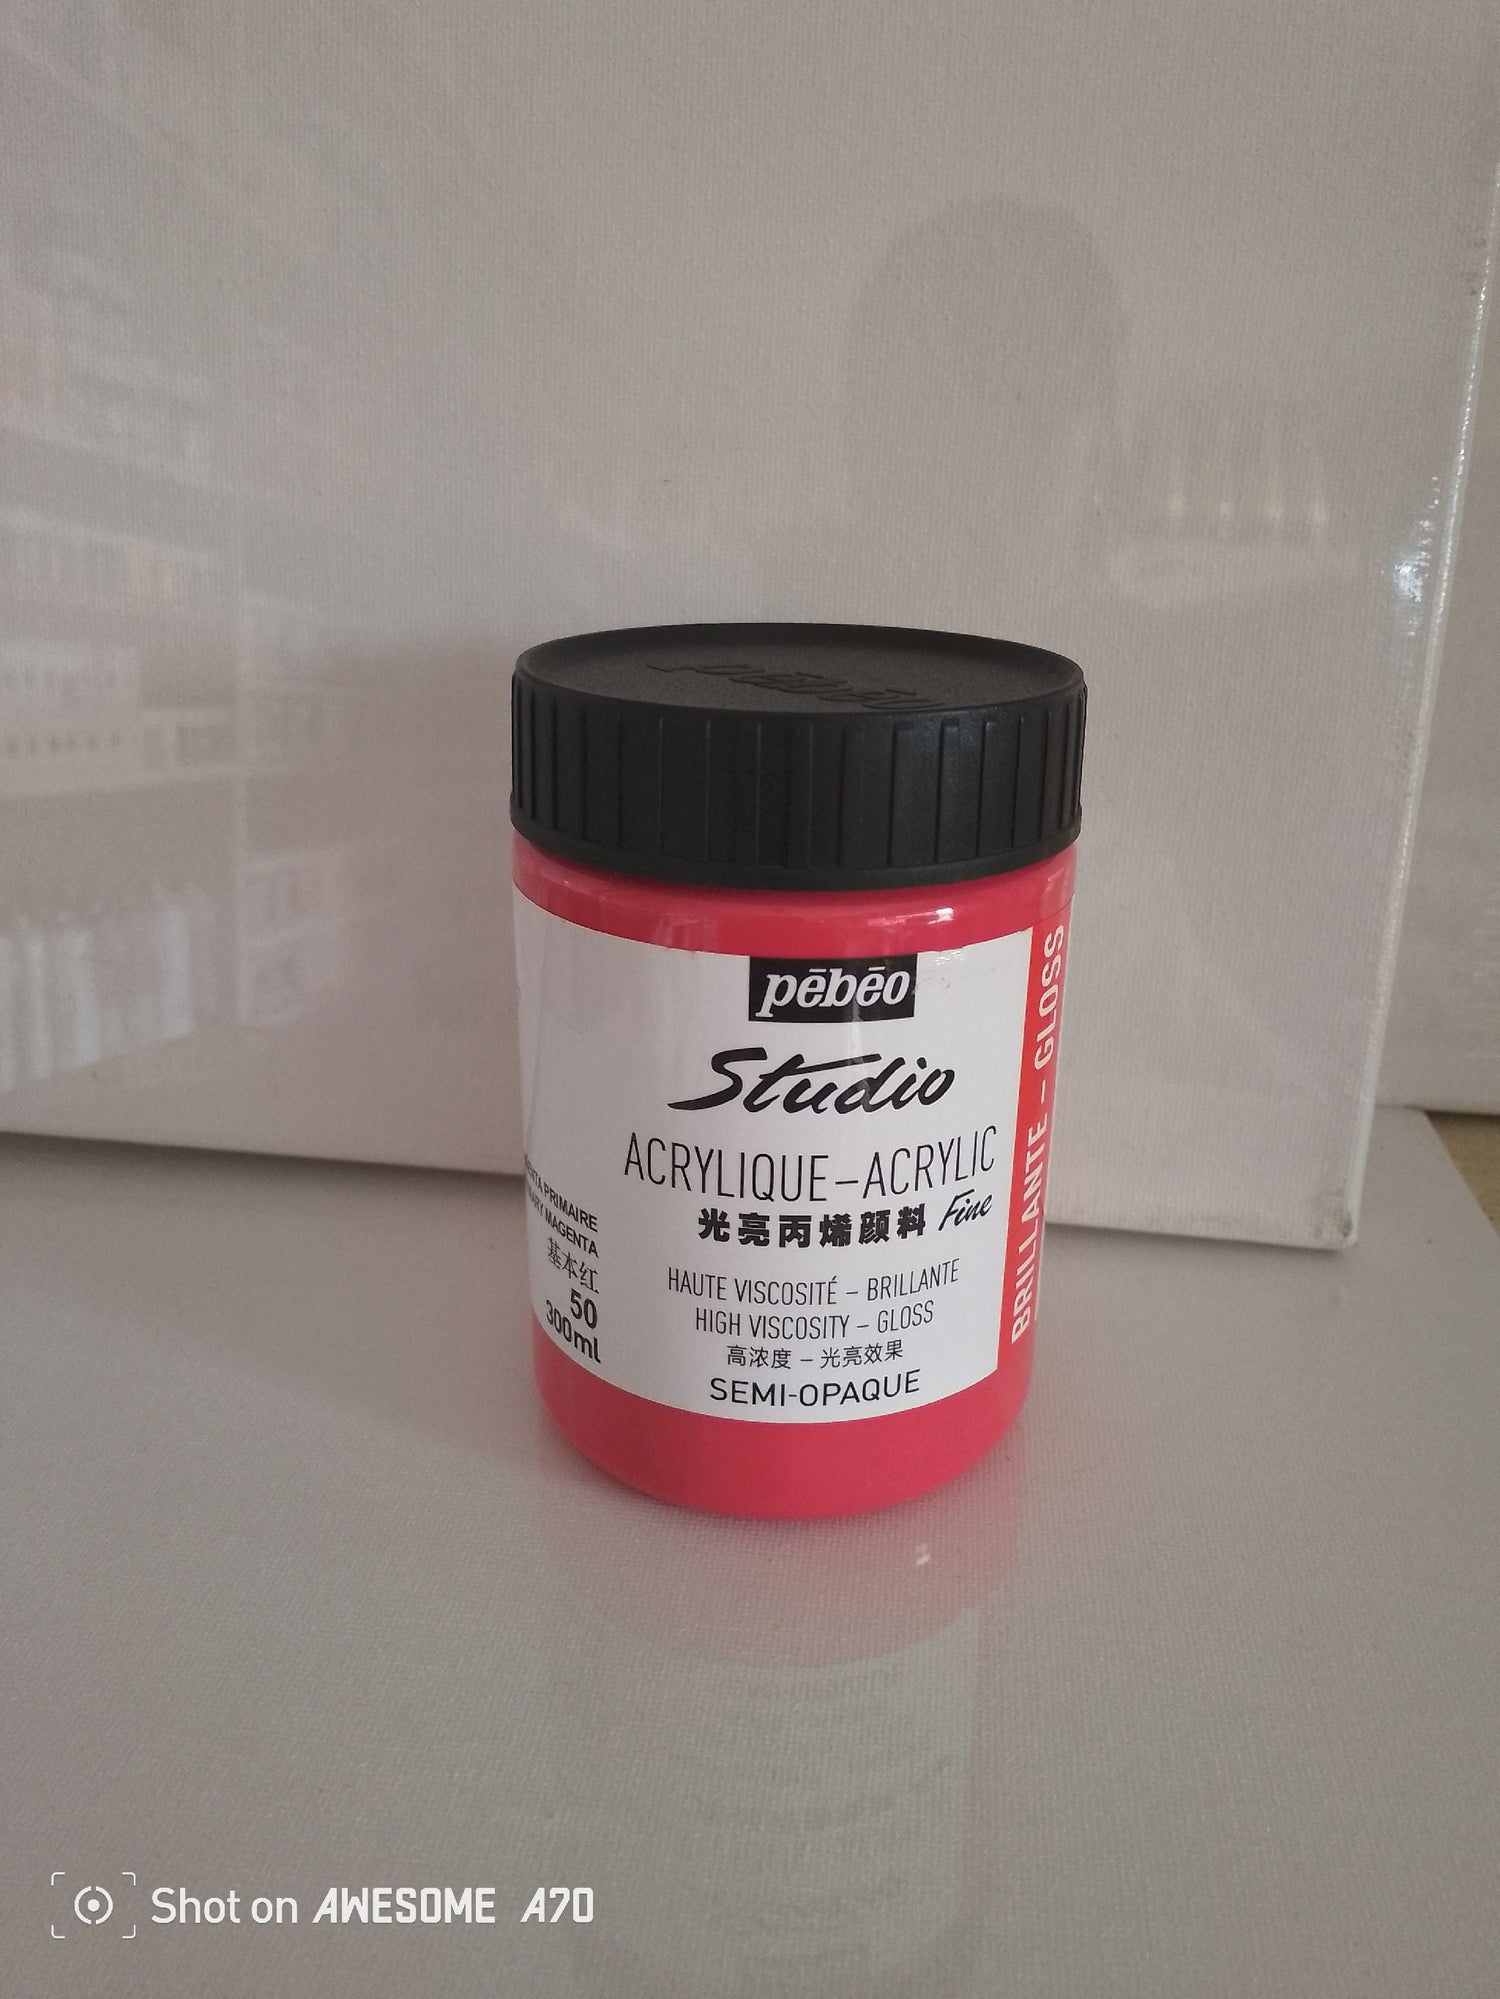 pēbēo
pēbēo
Studio
ACRYLIQUE – ACRYLIC
光亮丙烯颜料 Fine
HAUTE VISCOSITÉ – BRILLANTE
HIGH VISCOSITY – GLOSS
高浓度 – 光亮效果
SEMI-OPAQUE
PRIMAIRE
MAGENTA
基本红
50
300ml
BRILLANTE – GLOSS
Shot on AWESOME A70